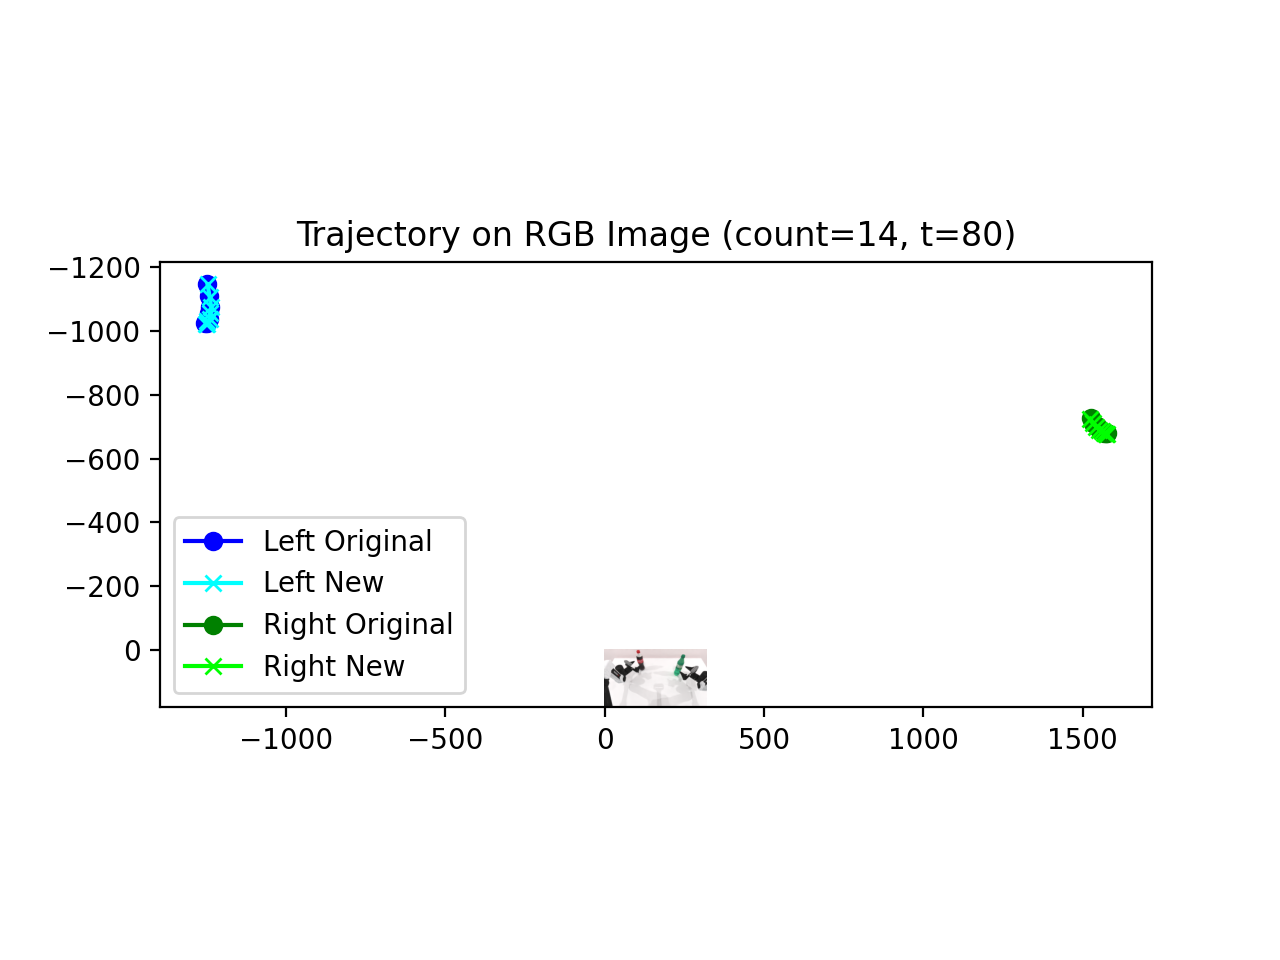 Trajectory on RGB Image (count=14, t=80)
−1200
−1000
−800
−600
−400
−200
0
Left Original
Left New
Right Original
Right New
−1000 −500 0 500 1000 1500